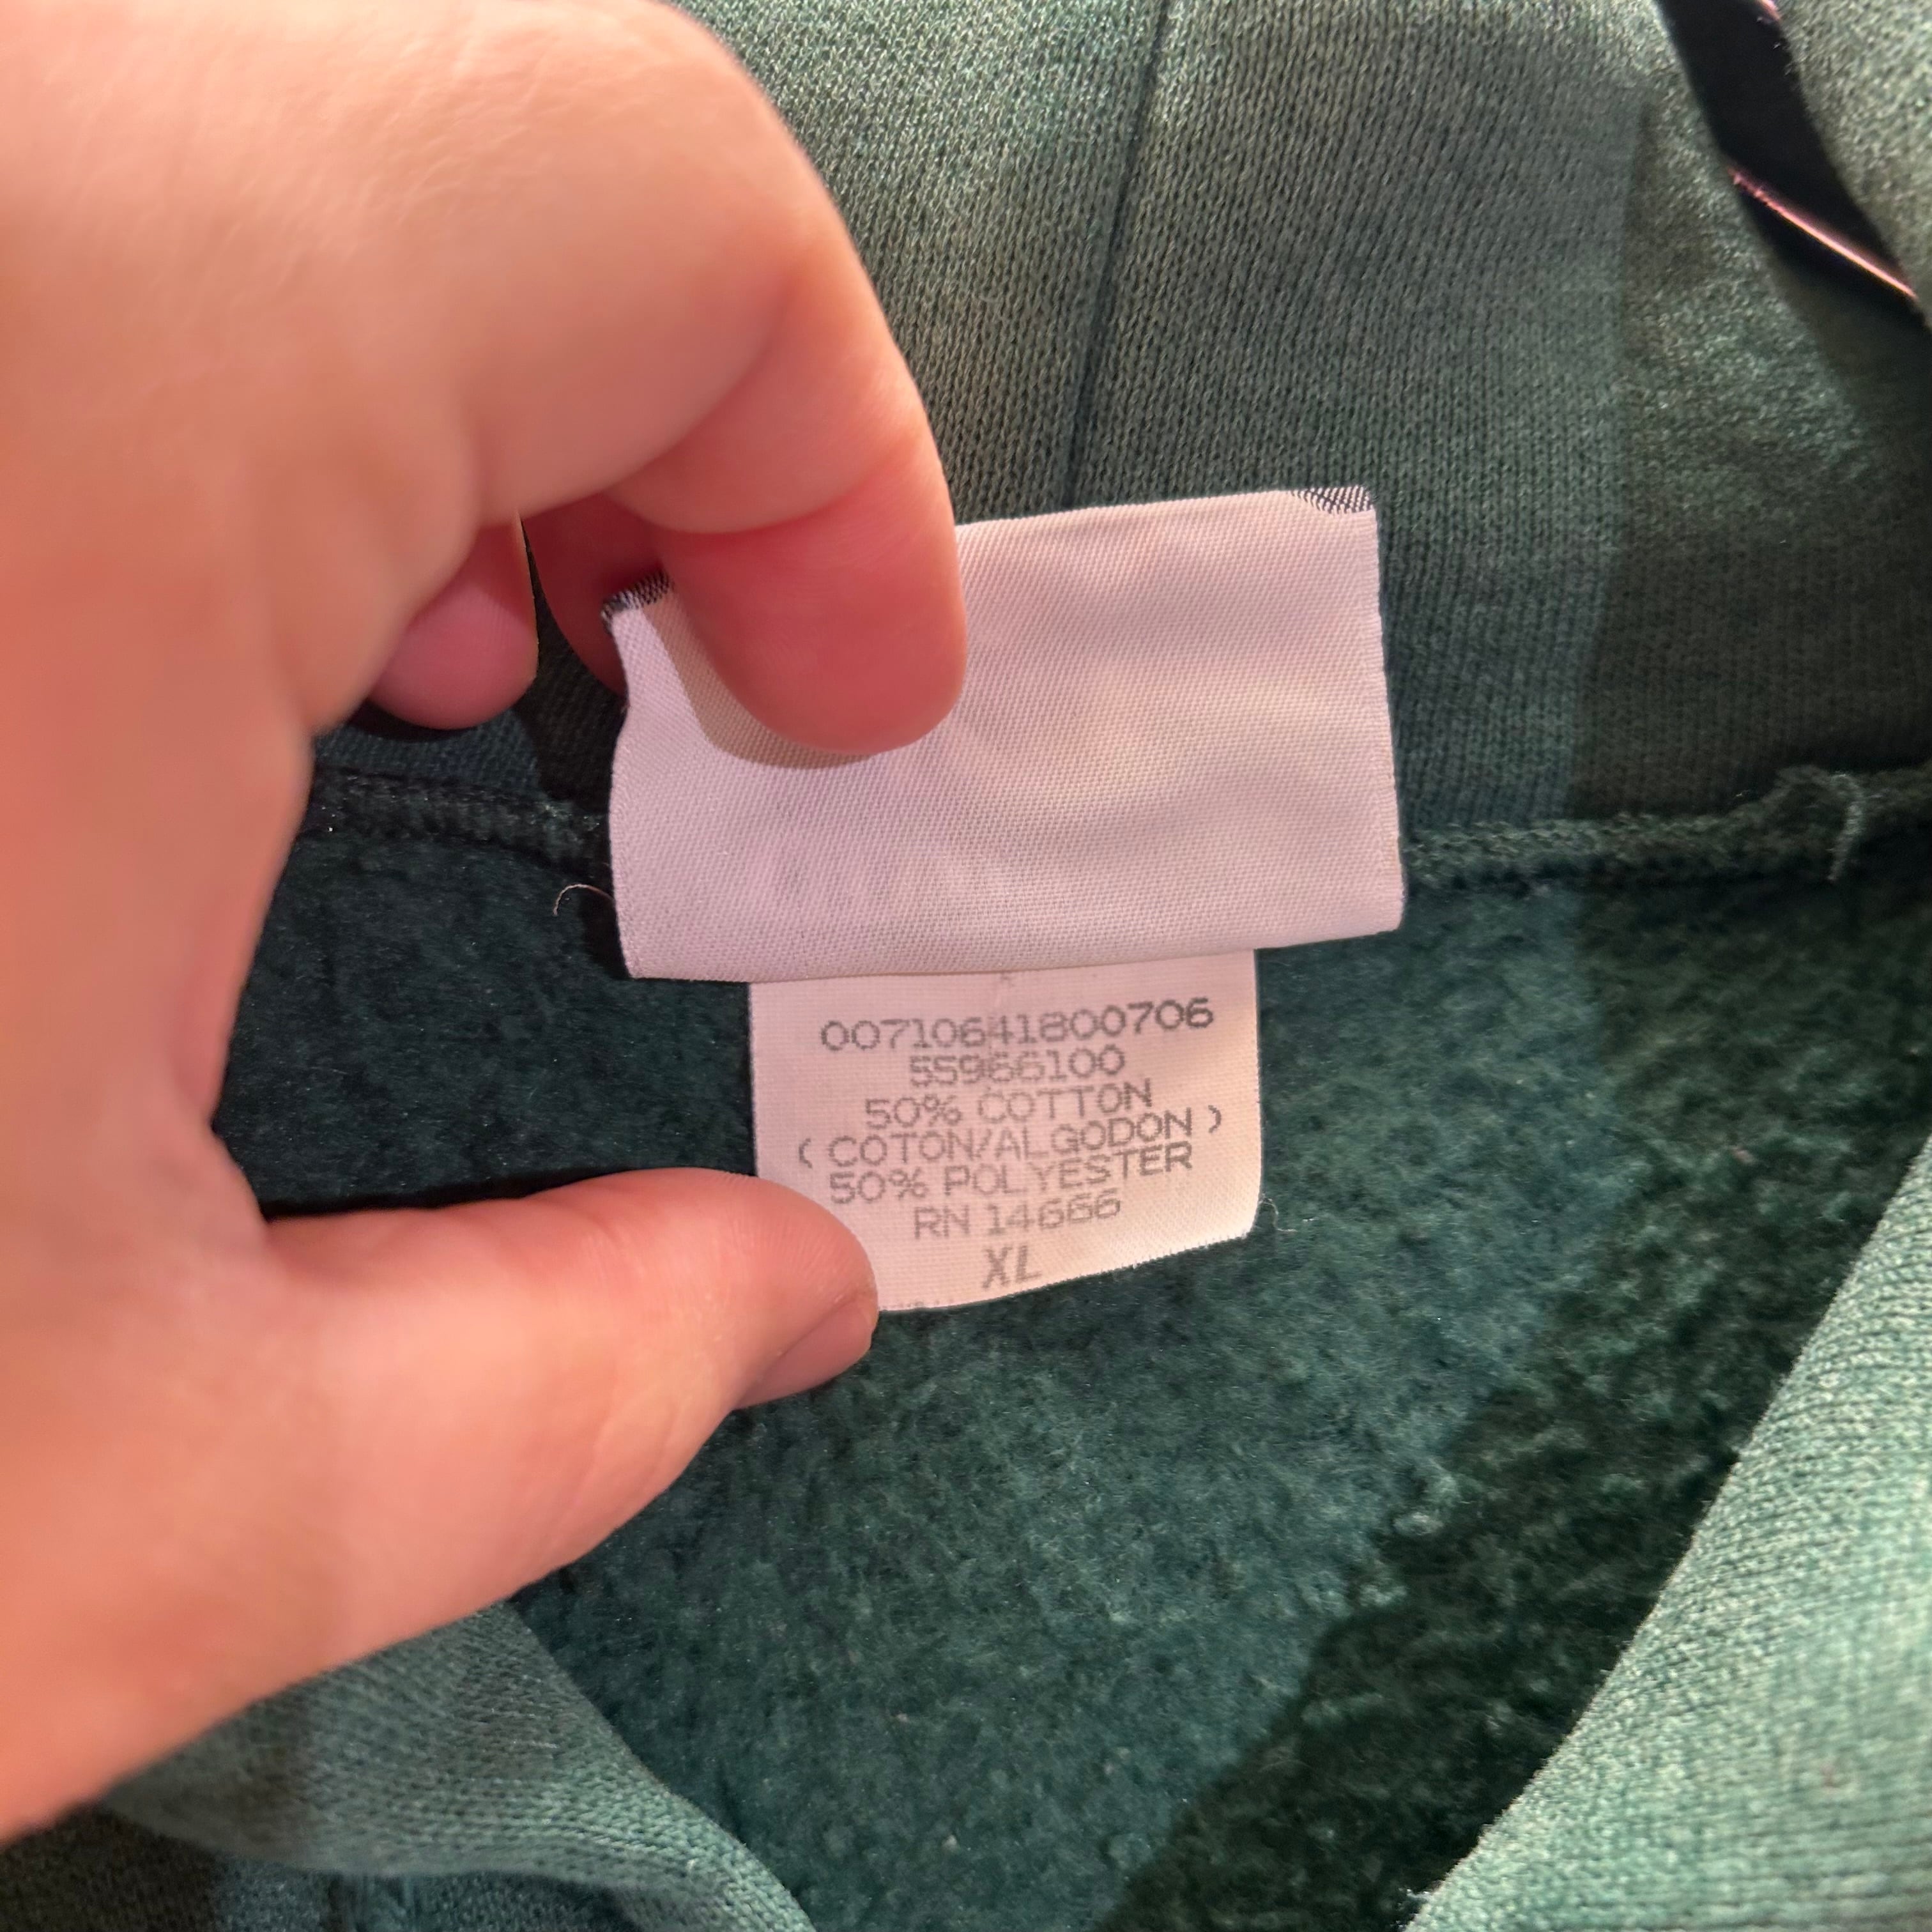 00710641800706
55966100
50% COTTON
( COTON/ALGODON )
50% POLYESTER
RN 14666
XL